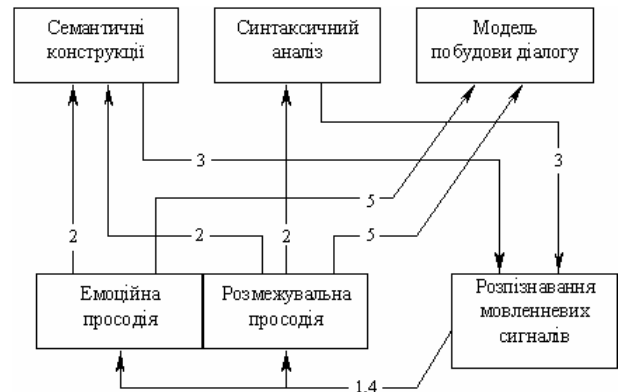 Семантичні
конструкції
Синтаксичний
аналіз
Модель
побудови діалогу
3
3
5
2
2
2
5
Емоційна
просодія
Розмежувальна
просодія
Розпізнавання
мовленневих
сигналів
1,4